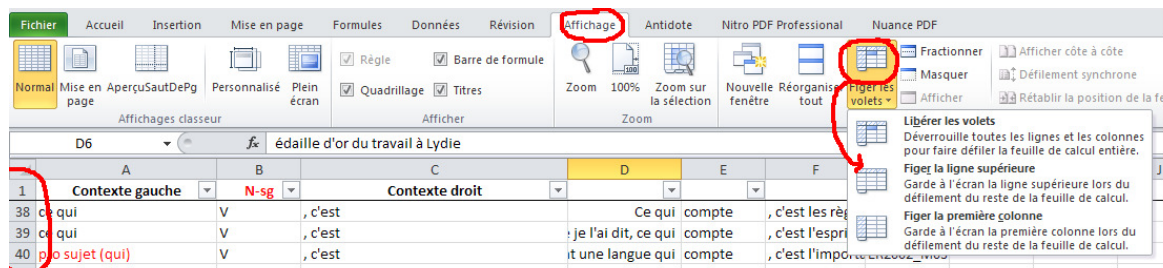 Fichier Accueil Insertion Mise en page Formules Données Révision Affichage Antidote Nitro PDF Professional Nuance PDF
Normal Mise en page AperçuSautDePg Personnalisé Plein écran
Règle Barre de formule
Quadrillage Titres
Zoom 100% Zoom sur la sélection
Nouvelle fenêtre Réorganiser tout Figer les volets
Fractionner Afficher côte à côte
Masquer Défilement synchrone
Afficher Rétablir la position de la
Affichages classeur Afficher Zoom
D6 fx édaille d'or du travail à Lydie
Libérer les volets
Déverrouille toutes les lignes et les colonnes
pour faire défiler la feuille de calcul entière.
Figer la ligne supérieure
Garde à l'écran la ligne supérieure lors du
défilement du reste de la feuille de calcul.
Figer la première colonne
Garde à l'écran la première colonne lors du
défilement du reste de la feuille de calcul.
A B C D E F J
1 Contexte gauche N-sg Contexte droit
38 ce qui V , c'est Ce qui compte , c'est les règ
39 ce qui V , c'est je l'ai dit, ce qui compte , c'est l'espri
40 pro sujet (qui) V , c'est nt une langue qui compte , c'est l'importa